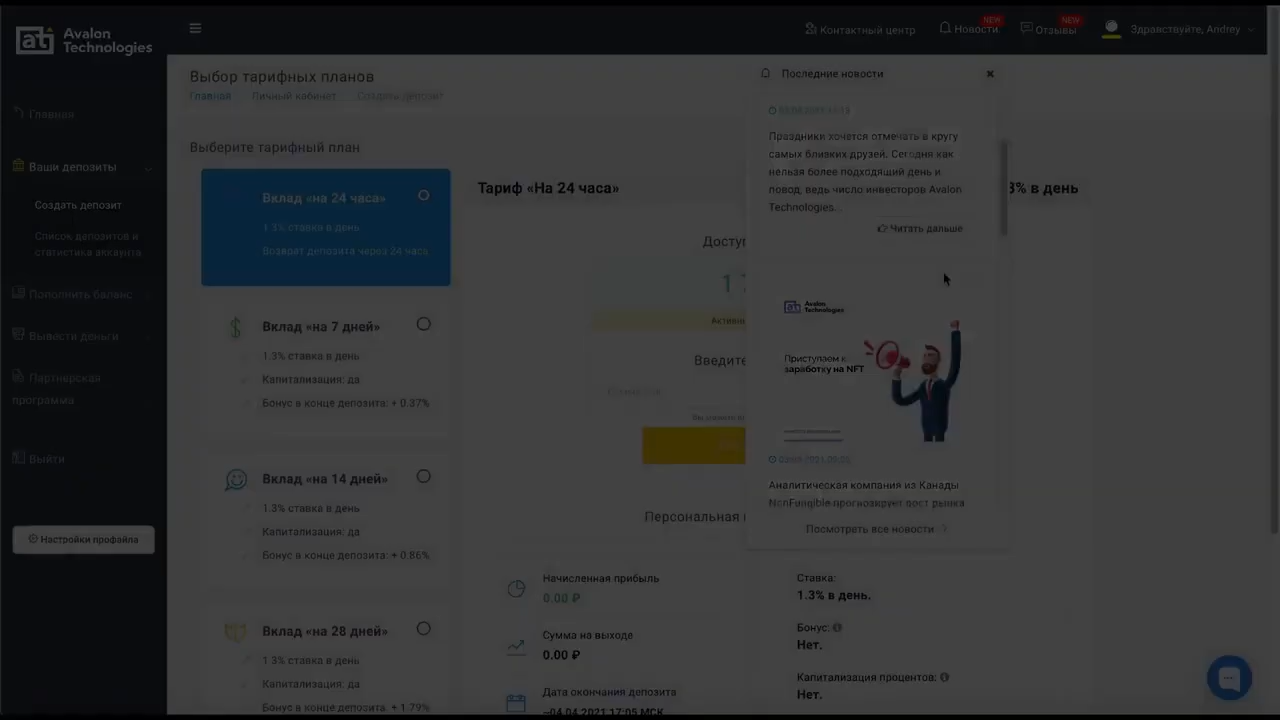 Avalon
Technologies
Контактный центр
NEW
Новости
NEW
Отзывы
Здравствуйте, Andrey
Главная
Ваши депозиты
Создать депозит
Список депозитов и
статистика аккаунта
Пополнить баланс
Вывести деньги
Партнерская
программа
Выйти
Настройки профайла
Выбор тарифных планов
Главная
Личный кабинет
Создать депозит
Выберите тарифный план
Вклад «на 24 часа»
1.3% ставка в день
Возврат депозита через 24 часа
Вклад «на 7 дней»
1.3% ставка в день
Капитализация: да
Бонус в конце депозита: + 0.37%
Вклад «на 14 дней»
1.3% ставка в день
Капитализация: да
Бонус в конце депозита: + 0.86%
Вклад «на 28 дней»
1.3% ставка в день
Капитализация: да
Бонус в конце депозита: + 1.79%
Тариф «На 24 часа»
3% в день
Персональная
Начисленная прибыль
0.00 ₽
Сумма на выходе
0.00 ₽
Дата окончания депозита
~04.04.2021 17:05 МСК
Ставка:
1.3% в день.
Бонус:
Нет.
Капитализация процентов:
Нет.
Последние новости
Праздники хочется отмечать в кругу
самых близких друзей. Сегодня как
нельзя более подходящий день и
повод, ведь число инвесторов Avalon
Technologies...
Читать дальше
Avalon
Technologies
Приступаем к
заработку на NFT
Аналитическая компания из Канады
NonFungible прогнозирует рост рынка
Посмотреть все новости